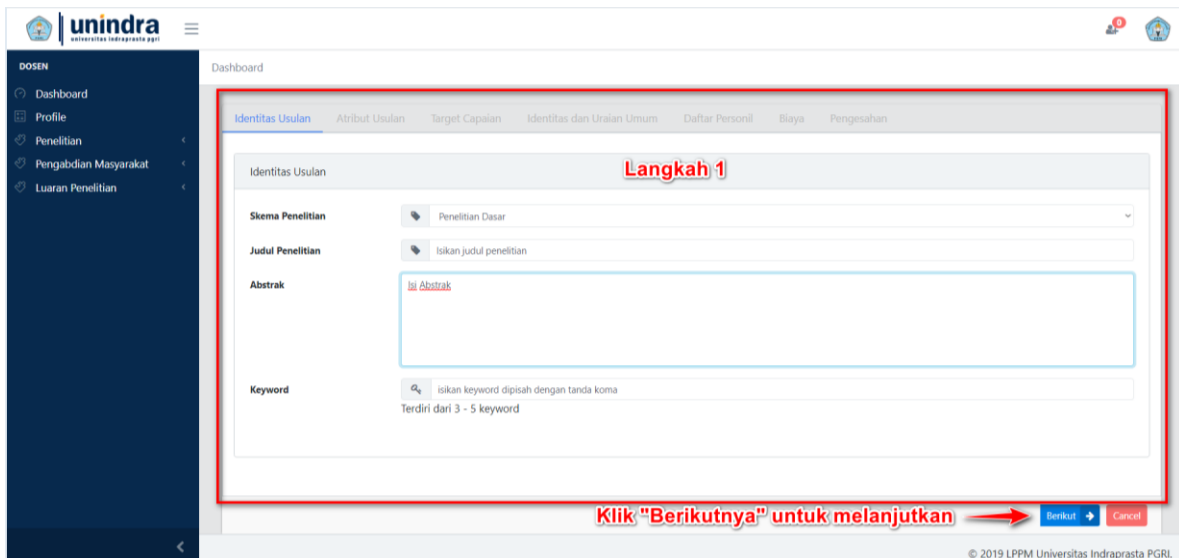 unindra
universitas indraprasta pgri
0
DOSEN
Dashboard
Profile
Penelitian
Pengabdian Masyarakat
Luaran Penelitian
Dashboard
Identitas Usulan Atribut Usulan Target Capaian Identitas dan Uraian Umum Daftar Personil Biaya Pengesahan
Langkah 1
Identitas Usulan
Skema Penelitian Penelitian Dasar
Judul Penelitian Isikan judul penelitian
Abstrak Isi Abstrak
Keyword isikan keyword dipisah dengan tanda koma
Terdiri dari 3 - 5 keyword
Klik "Berikutnya" untuk melanjutkan Berikut Cancel
© 2019 LPPM Universitas Indraprasta PGRI.